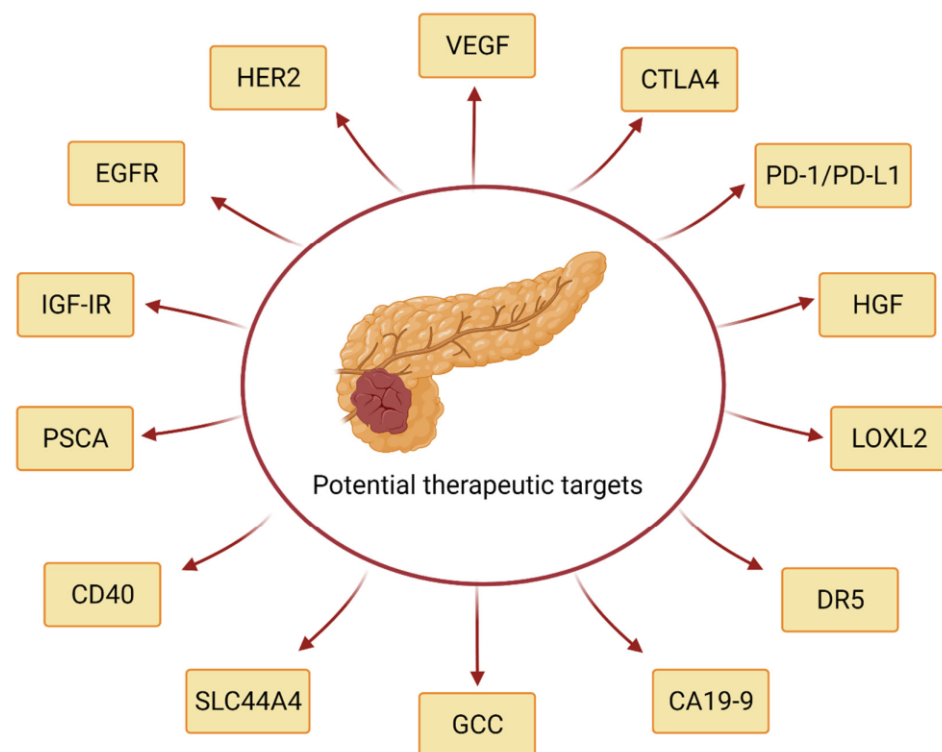 VEGF
HER2
CTLA4
EGFR
PD-1/PD-L1
IGF-IR
HGF
PSCA
LOXL2
Potential therapeutic targets
CD40
DR5
SLC44A4
CA19-9
GCC